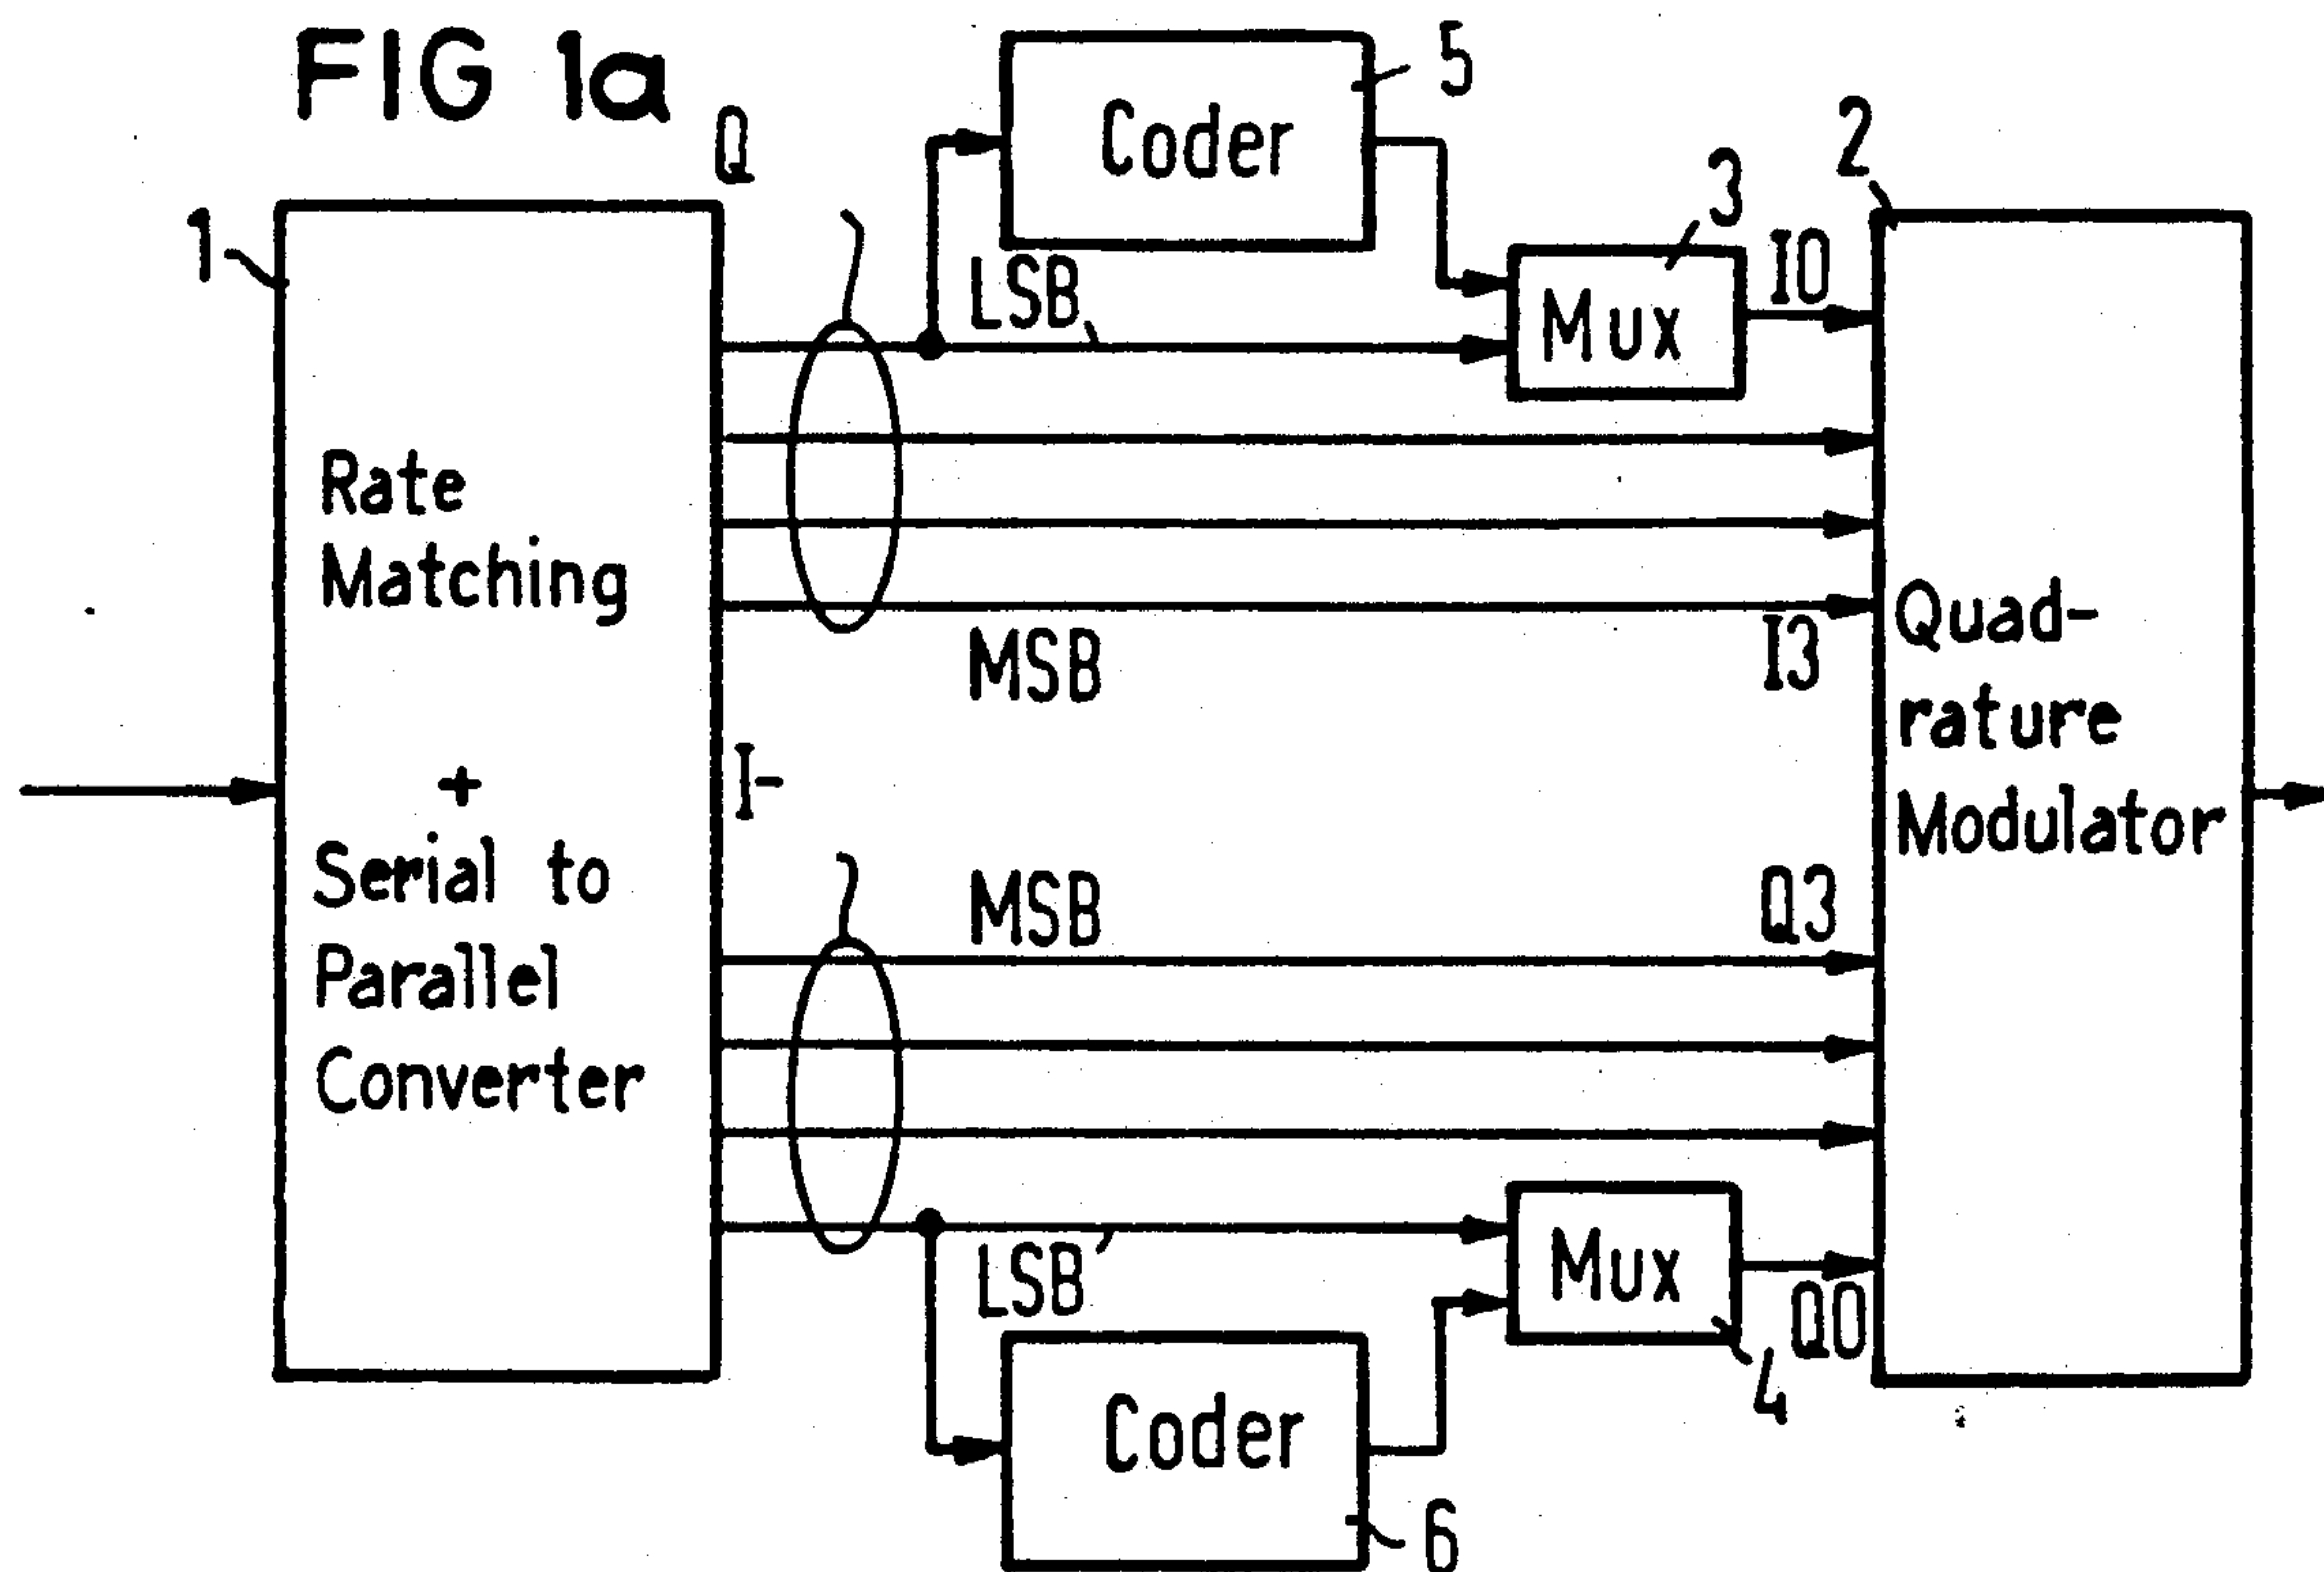 FIG 1a
Q
5
Coder
2
3
1
LSB
I0
Mux
Rate
Matching
MSB
I3
Quad-
rature
Modulator
+
I-
Serial to
Parallel
Converter
MSB
Q3
LSB
Mux
Q0
4
Coder
6